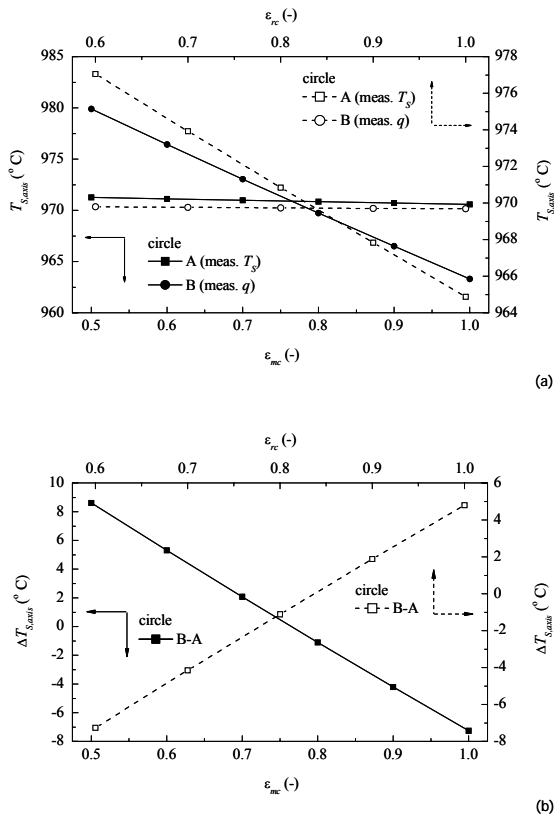 ε_rc (-)
0.6 0.7 0.8 0.9 1.0
985 978
980 976
975 974
970 972
965 970
960 968
966
964
T_S,axis (°C)
T_S,axis (°C)
circle
A (meas. T_S)
B (meas. q)
circle
A (meas. T_S)
B (meas. q)
0.5 0.6 0.7 0.8 0.9 1.0
ε_mc (-)
(a)
ε_rc (-)
0.6 0.7 0.8 0.9 1.0
10 6
8 4
6 2
4 0
2 -2
0 -4
-2 -6
-4 -8
-6
-8
ΔT_S,axis (°C)
ΔT_S,axis (°C)
circle
B-A
circle
B-A
0.5 0.6 0.7 0.8 0.9 1.0
ε_mc (-)
(b)